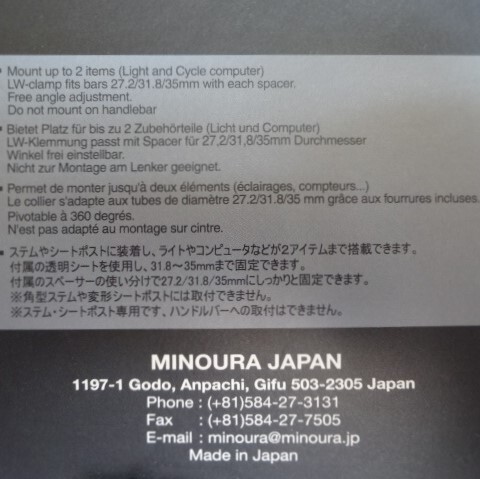 • Mount up to 2 items (Light and Cycle computer)
LW-clamp fits bars 27.2/31.8/35mm with each spacer.
Free angle adjustment.
Do not mount on handlebar
• Bietet Platz für bis zu 2 Zubehörteile (Licht und Computer)
LW-Klemmung passt mit Spacer für 27.2/31,8/35mm Durchmesser
Winkel frei einstellbar.
Nicht zur Montage am Lenker geeignet.
• Permet de monter jusqu'à deux éléments (éclairages, compteurs...)
Le collier s'adapte aux tubes de diamètre 27.2/31.8/35 mm grâce aux fourrures incluses.
Pivotable à 360 degrés.
N'est pas adapté au montage sur cintre.
• ステムやシートポストに装着し、ライトやコンピュータなどが2アイテムまで搭載できます。
付属の透明シートを使用し、31.8〜35mmまで固定できます。
付属のスペーサーの使い分けで27.2/31.8/35mmにしっかりと固定できます。
※角型ステムや変形シートポストには取付できません。
※ステム・シートポスト専用です、ハンドルバーへの取付はできません。
MINOURA JAPAN
1197-1 Godo, Anpachi, Gifu 503-2305 Japan
Phone : (+81)584-27-3131
Fax : (+81)584-27-7505
E-mail : minoura@minoura.jp
Made in Japan